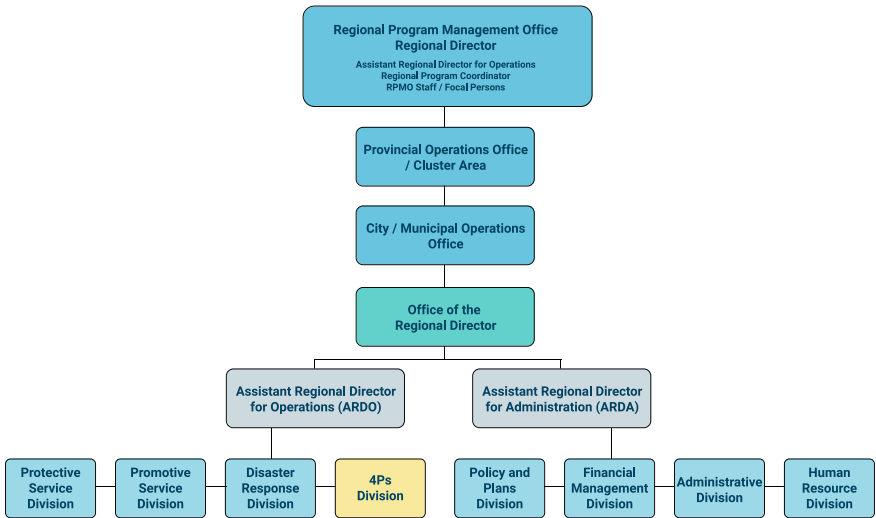 Regional Program Management Office
Regional Director
Assistant Regional Director for Operations
Regional Program Coordinator
RPMO Staff / Focal Persons
Provincial Operations Office
/ Cluster Area
City / Municipal Operations
Office
Office of the
Regional Director
Assistant Regional Director
for Operations (ARDO)
Assistant Regional Director
for Administration (ARDA)
Protective
Service
Division
Promotive
Service
Division
Disaster
Response
Division
4Ps
Division
Policy and
Plans
Division
Financial
Management
Division
Administrative
Division
Human
Resource
Division